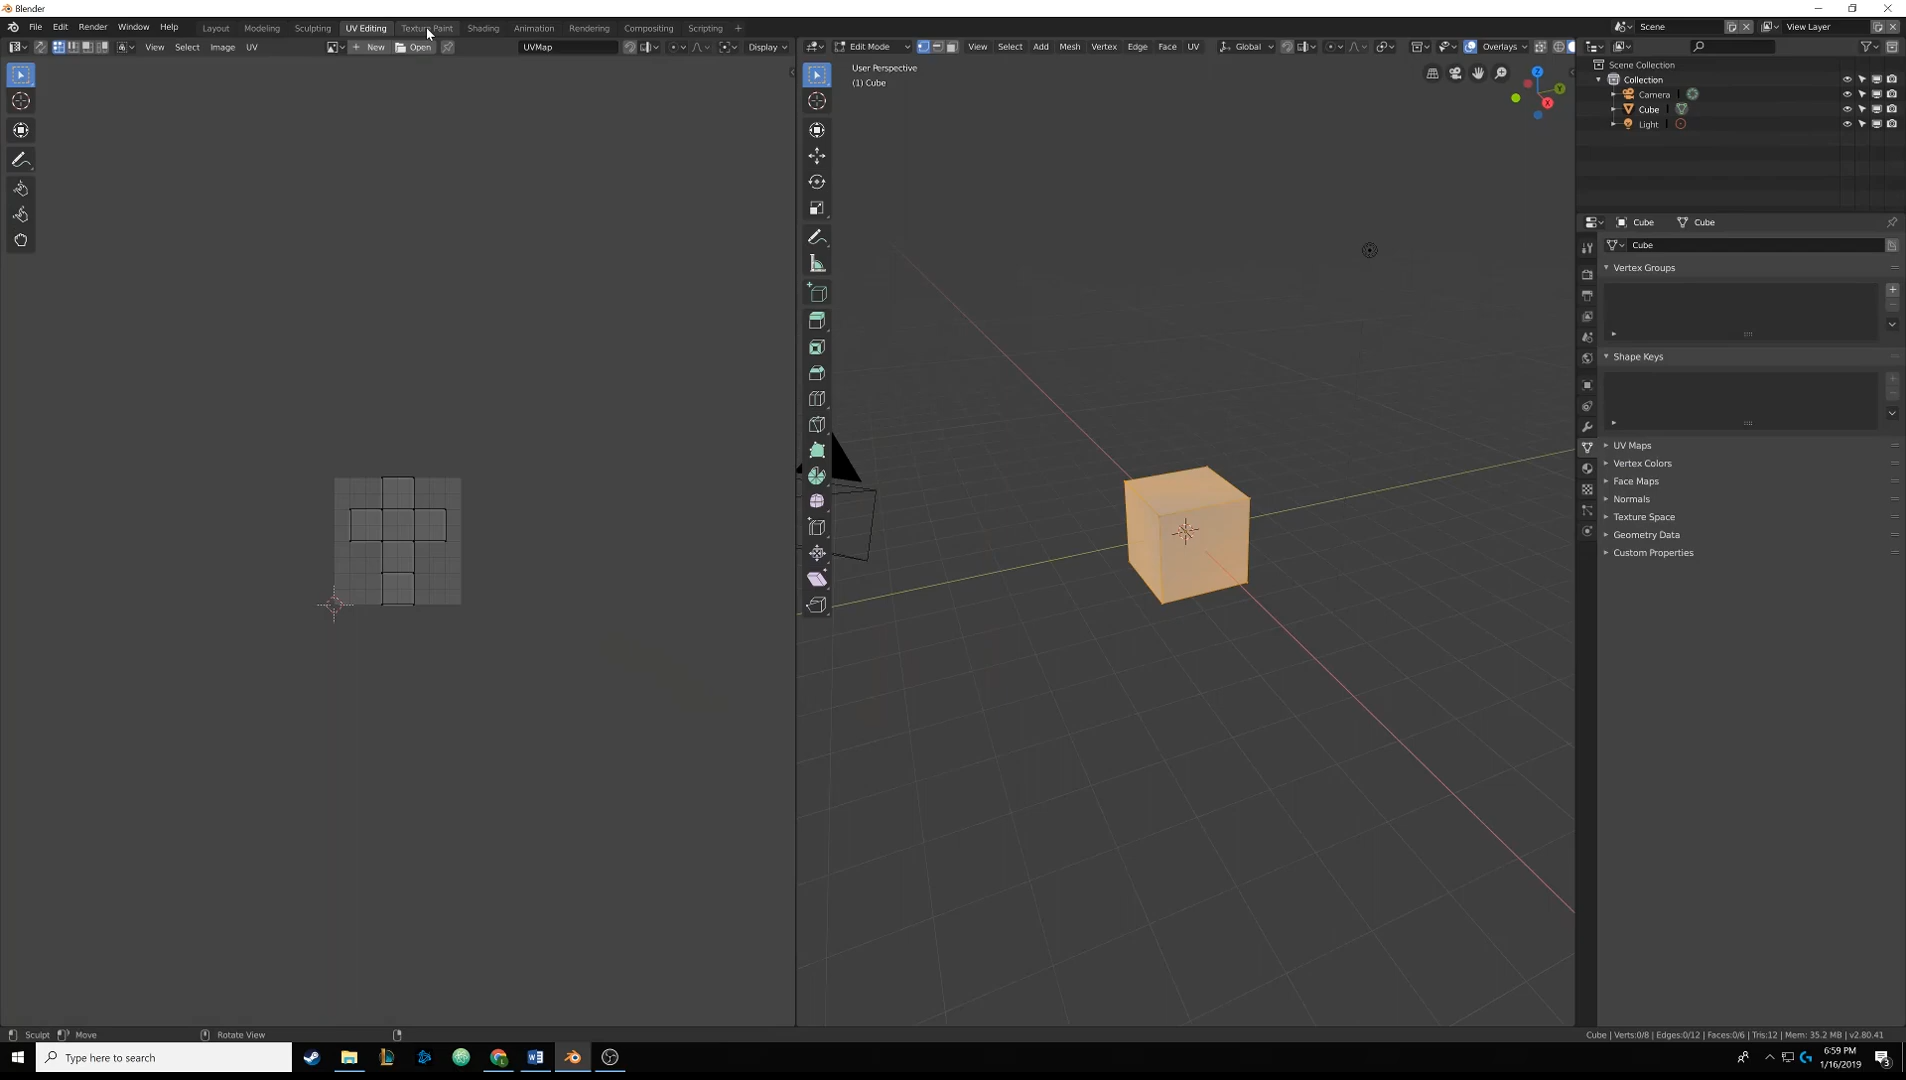 Blender
File Edit Render Window Help Layout Modeling Sculpting UV Editing Texture Paint Shading Animation Rendering Compositing Scripting + Scene View Layer
View Select Image UV + New Open UVMap Display Edit Mode View Select Add Mesh Vertex Edge Face UV Global Overlays
User Perspective
(1) Cube
Z
Y
X
Scene Collection
Collection
Camera
Cube
Light
Cube Cube
Cube
Vertex Groups
Shape Keys
UV Maps
Vertex Colors
Face Maps
Normals
Texture Space
Geometry Data
Custom Properties
Sculpt Move Rotate View Cube | Verts:0/8 | Edges:0/12 | Faces:0/6 | Tris:12 | Mem: 35.2 MB | v2.80.41
Type here to search
6:59 PM
1/16/2019
3